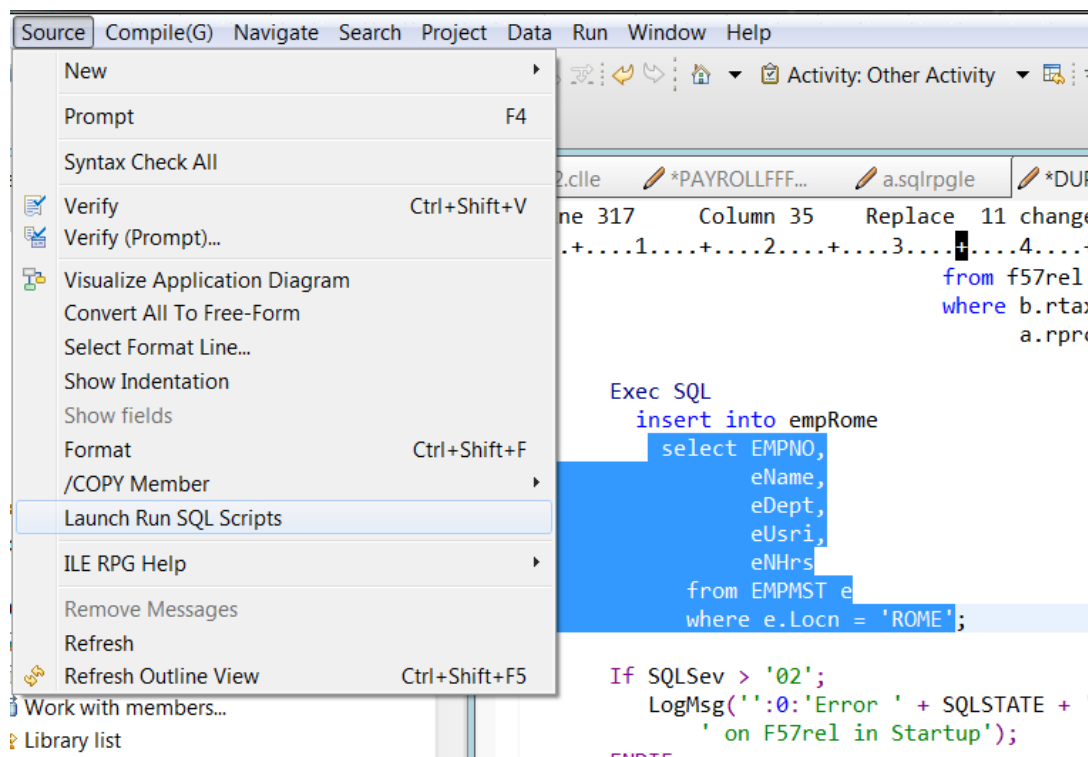 Source Compile(G) Navigate Search Project Data Run Window Help
New
Prompt F4
Syntax Check All
Verify Ctrl+Shift+V
Verify (Prompt)...
Visualize Application Diagram
Convert All To Free-Form
Select Format Line...
Show Indentation
Show fields
Format Ctrl+Shift+F
/COPY Member
Launch Run SQL Scripts
ILE RPG Help
Remove Messages
Refresh
Refresh Outline View Ctrl+Shift+F5
Work with members...
Library list
Activity: Other Activity
2.clle *PAYROLLFFF... a.sqlrpgle *DUP
ne 317 Column 35 Replace 11 change
.+....1....+....2....+....3....+....4....+
from f57rel
where b.rtax
a.rpro
Exec SQL
insert into empRome
select EMPNO,
eName,
eDept,
eUsri,
eNHrs
from EMPMST e
where e.Locn = 'ROME';
If SQLSev > '02';
LogMsg('':0:'Error ' + SQLSTATE + '
' on F57rel in Startup');